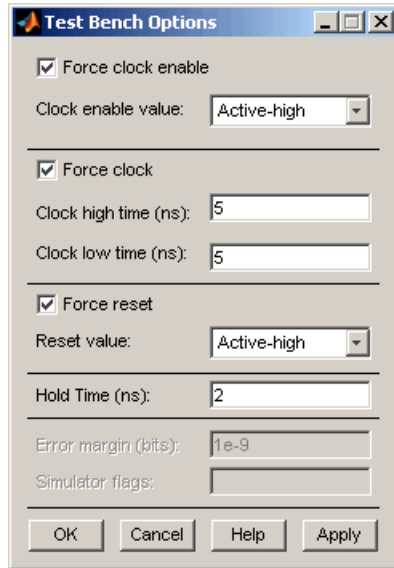 Test Bench Options
Force clock enable
Clock enable value: Active-high
Force clock
Clock high time (ns): 5
Clock low time (ns): 5
Force reset
Reset value: Active-high
Hold Time (ns): 2
Error margin (bits): 1e-9
Simulator flags:
OK Cancel Help Apply